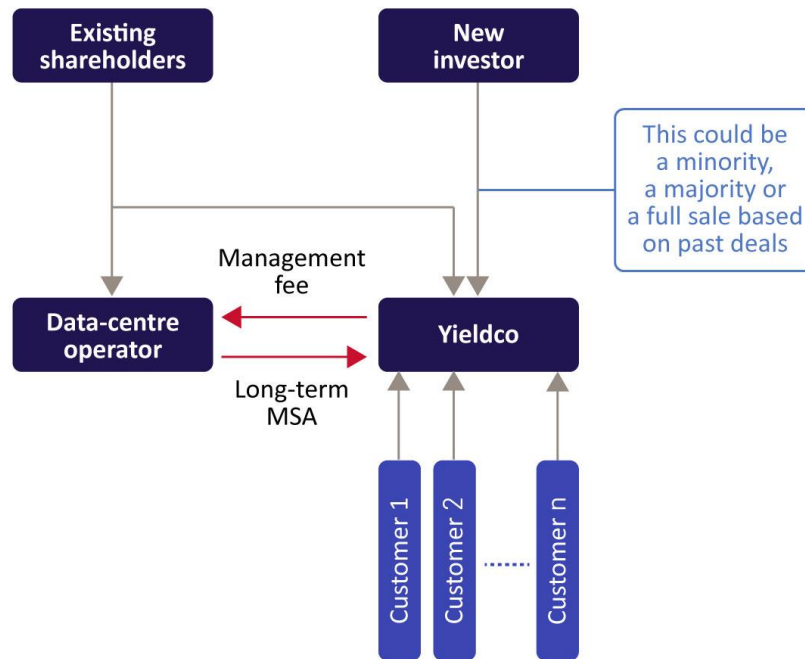 Existing
shareholders
New
investor
This could be
a minority,
a majority or
a full sale based
on past deals
Management
fee
Data-centre
operator
Yieldco
Long-term
MSA
Customer 1
Customer 2
Customer n